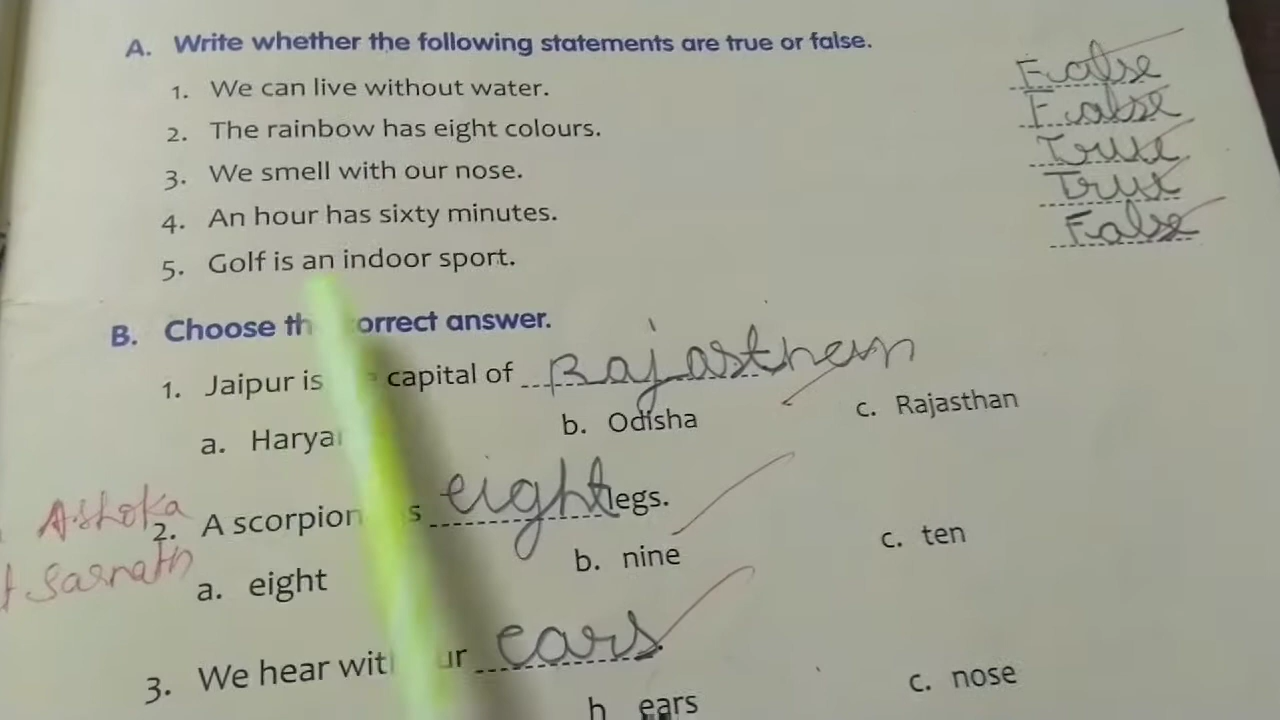 A. Write whether the following statements are true or false.
1. We can live without water. False
2. The rainbow has eight colours. False
3. We smell with our nose. True
4. An hour has sixty minutes. True
5. Golf is an indoor sport. False
B. Choose th orrect answer.
1. Jaipur is capital of Rajasthan
a. Harya b. Odisha c. Rajasthan
Ashoka
2. A scorpion s eight legs.
Sarnath
a. eight b. nine c. ten
3. We hear wit ur ears
b ears c. nose